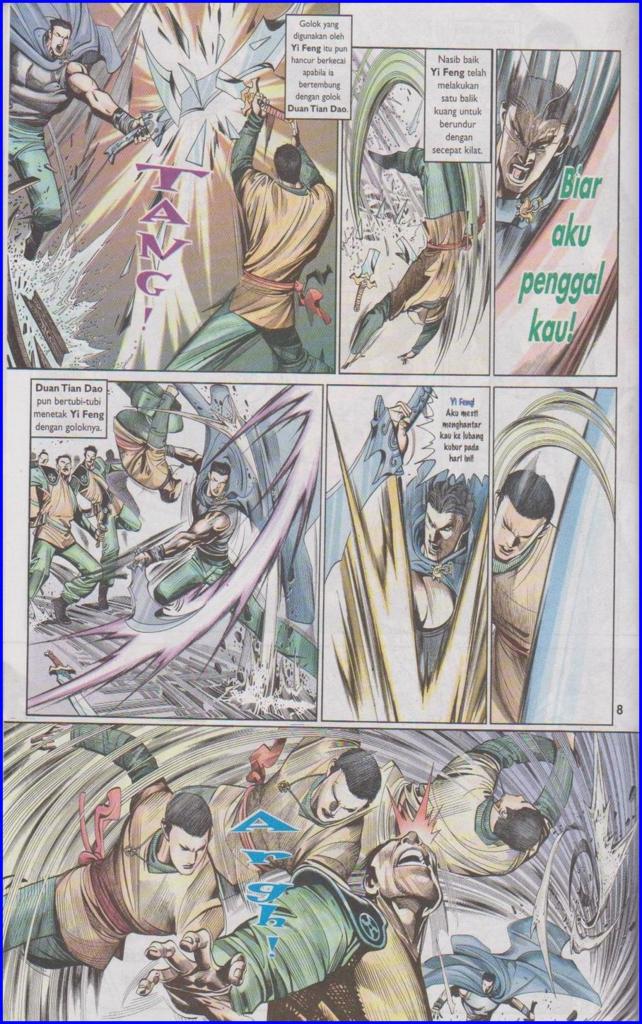 Golok yang
digunakan oleh
Yi Feng itu pun
hancur berkecai
apabila ia
bertembung
dengan golok
Duan Tian Dao.
TANG!
Nasib baik
Yi Feng telah
melakukan
satu balik
kuang untuk
berundur
dengan
secepat kilat.
Biar
aku
penggal
kau!
Duan Tian Dao
pun bertubi-tubi
menetak Yi Feng
dengan goloknya.
Yi Feng!
Aku mesti
menghantar
kau ke lubang
kubur pada
hari ini!
8
Argh!